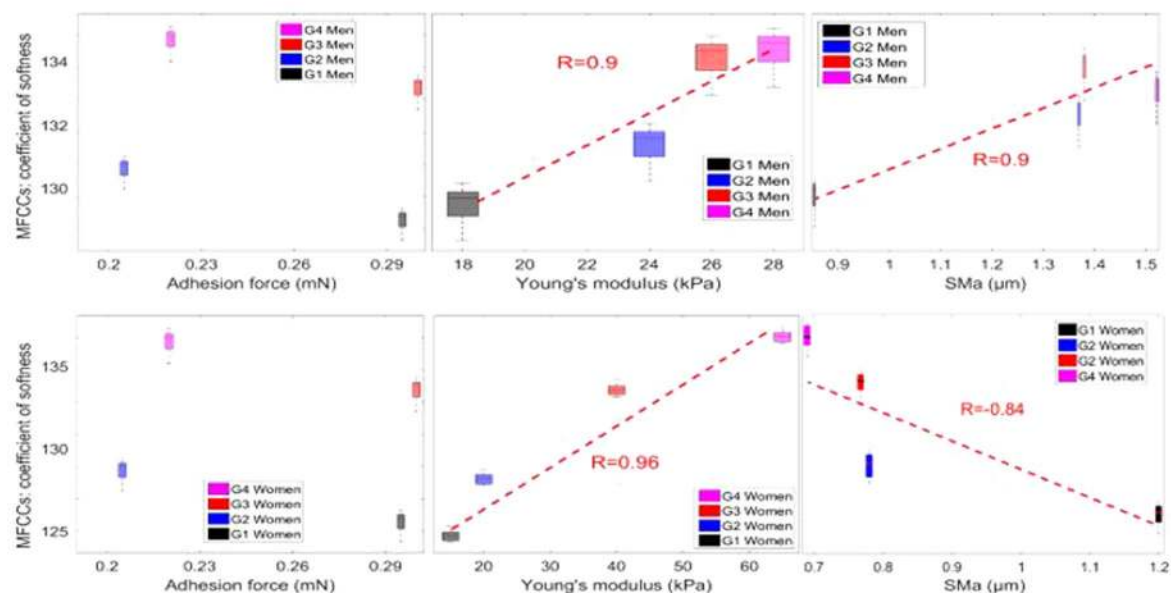 MFCCs: coefficient of softness
134
132
130
G4 Men
G3 Men
G2 Men
G1 Men
0.2 0.23 0.26 0.29
Adhesion force (mN)
R=0.9
G1 Men
G2 Men
G3 Men
G4 Men
18 20 22 24 26 28
Young's modulus (kPa)
G1 Men
G2 Men
G3 Men
G4 Men
R=0.9
0.9 1 1.1 1.2 1.3 1.4 1.5
SMa (µm)
MFCCs: coefficient of softness
135
130
125
G4 Women
G3 Women
G2 Women
G1 Women
0.2 0.23 0.26 0.29
Adhesion force (mN)
R=0.96
G4 Women
G3 Women
G2 Women
G1 Women
20 30 40 50 60
Young's modulus (kPa)
G1 Women
G2 Women
G2 Women
G4 Women
R=-0.84
0.7 0.8 0.9 1 1.1 1.2
SMa (µm)